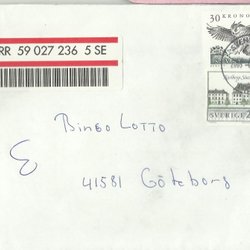 RR 59 027 236 5 SE
30 KRONOR
SVERIGE
BINGO LOTTO
41581 Göteborg